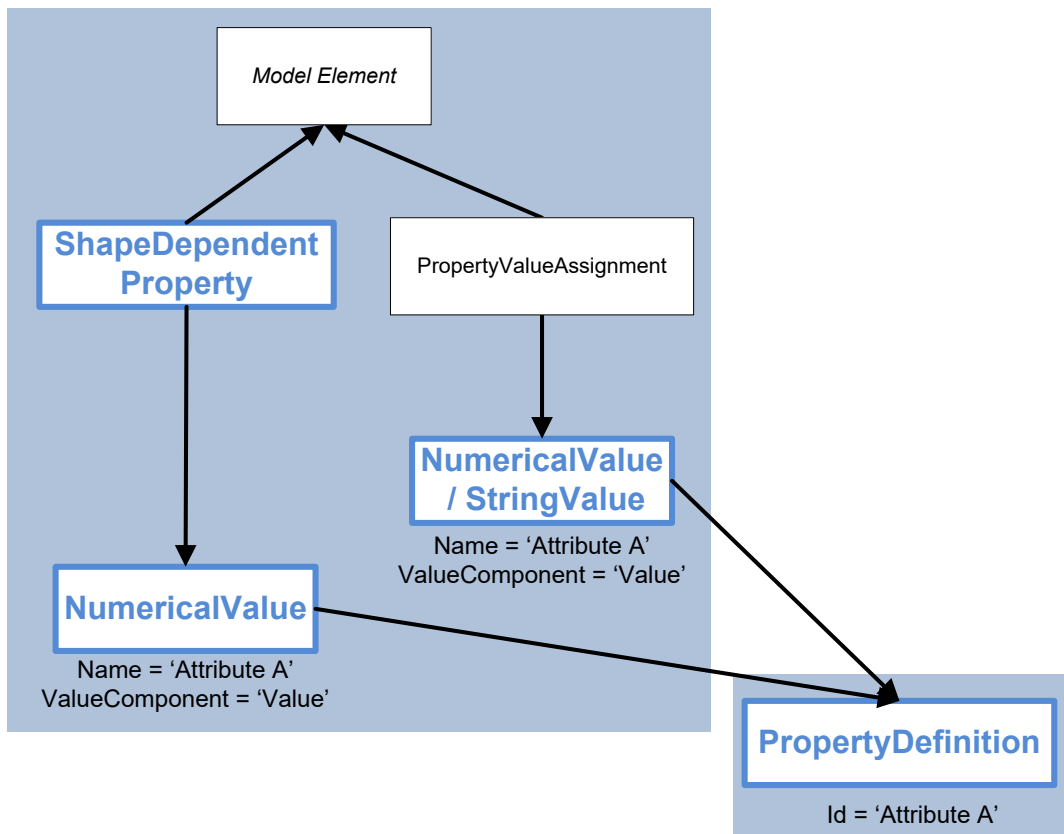 Model Element
ShapeDependent
Property
PropertyValueAssignment
NumericalValue
/ StringValue
Name = ‘Attribute A’
ValueComponent = ‘Value’
NumericalValue
Name = ‘Attribute A’
ValueComponent = ‘Value’
PropertyDefinition
Id = ‘Attribute A’